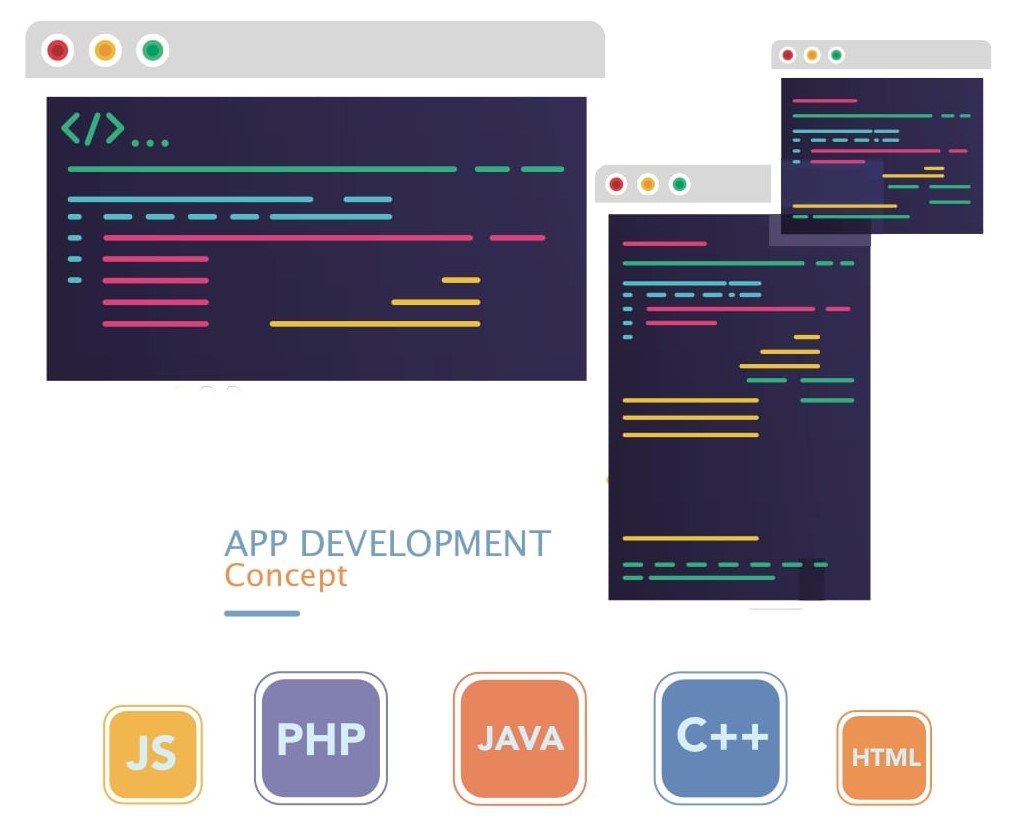 </>...
APP DEVELOPMENT
Concept
JS
PHP
JAVA
C++
HTML